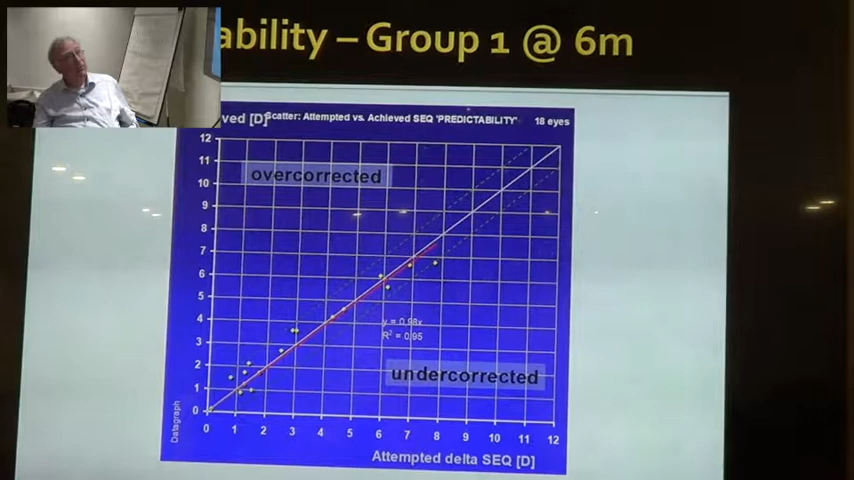 ability – Group 1 @ 6m
ved [D]
Scatter: Attempted vs. Achieved SEQ 'PREDICTABILITY'
18 eyes
12
11
10
9
8
7
6
5
4
3
2
1
0
overcorrected
y = 0.98x
R² = 0.95
undercorrected
Datagraph
0 1 2 3 4 5 6 7 8 9 10 11 12
Attempted delta SEQ [D]